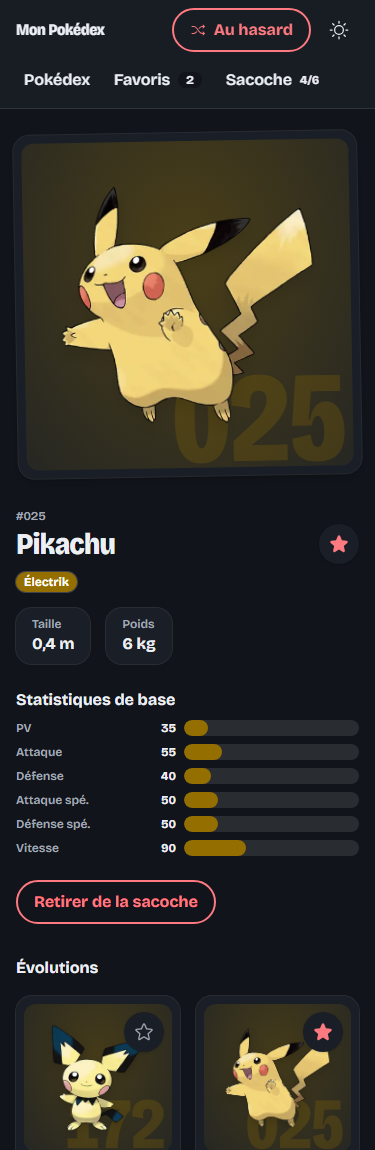 Mon Pokédex
Au hasard
Pokédex Favoris 2 Sacoche 4/6
025
#025
Pikachu
Électrik
Taille Poids
0,4 m 6 kg
Statistiques de base
PV 35
Attaque 55
Défense 40
Attaque spé. 50
Défense spé. 50
Vitesse 90
Retirer de la sacoche
Évolutions
172 025